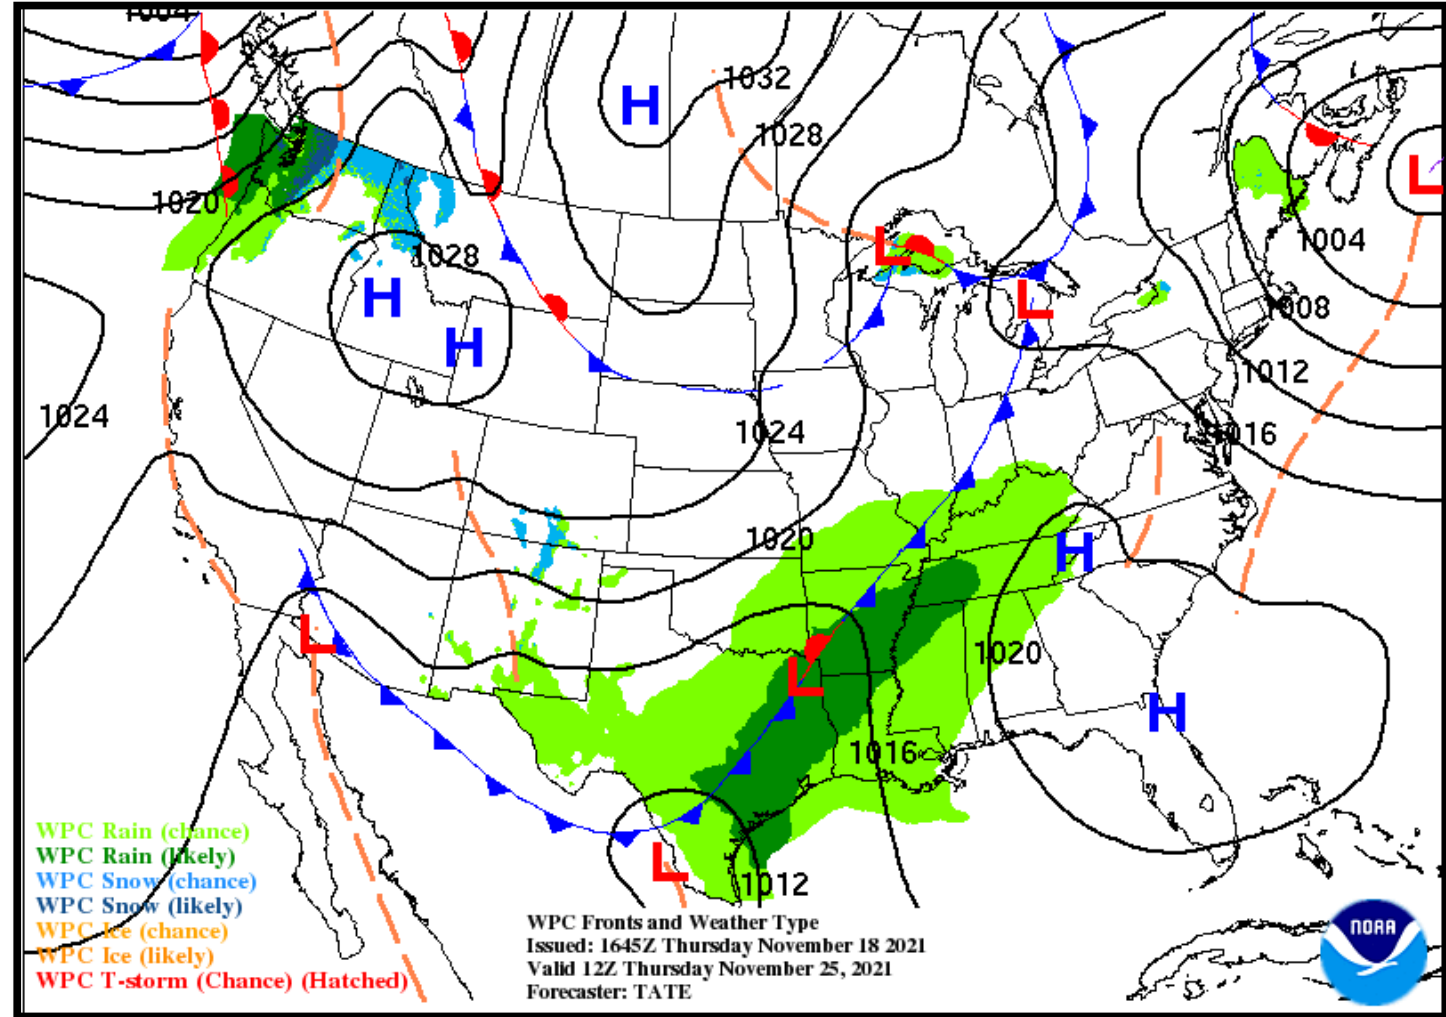 1004
H
1032
1028
L
1020
L
1004
1028
H
L
1008
H
1012
1024
1024
1016
1020
H
L
1020
L
H
1016
WPC Rain (chance)
WPC Rain (likely)
L
WPC Snow (chance)
1012
WPC Snow (likely)
WPC Ice (chance)
WPC Ice (likely)
WPC T-storm (Chance) (Hatched)
WPC Fronts and Weather Type
Issued: 1645Z Thursday November 18 2021
Valid 12Z Thursday November 25, 2021
Forecaster: TATE
NOAA